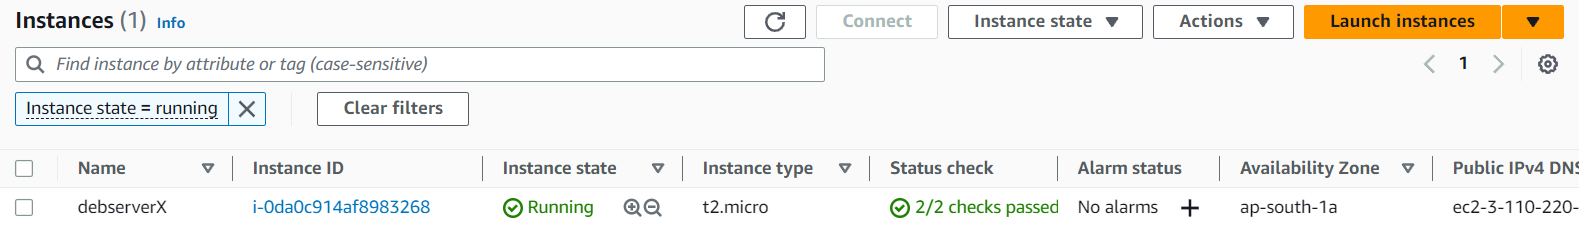 Instances (1) Info
Connect Instance state Actions Launch instances
Find instance by attribute or tag (case-sensitive)
1
Instance state = running
Clear filters
Name Instance ID Instance state Instance type Status check Alarm status Availability Zone Public IPv4 DNS
debserverX i-0da0c914af8983268 Running t2.micro 2/2 checks passed No alarms + ap-south-1a ec2-3-110-220-